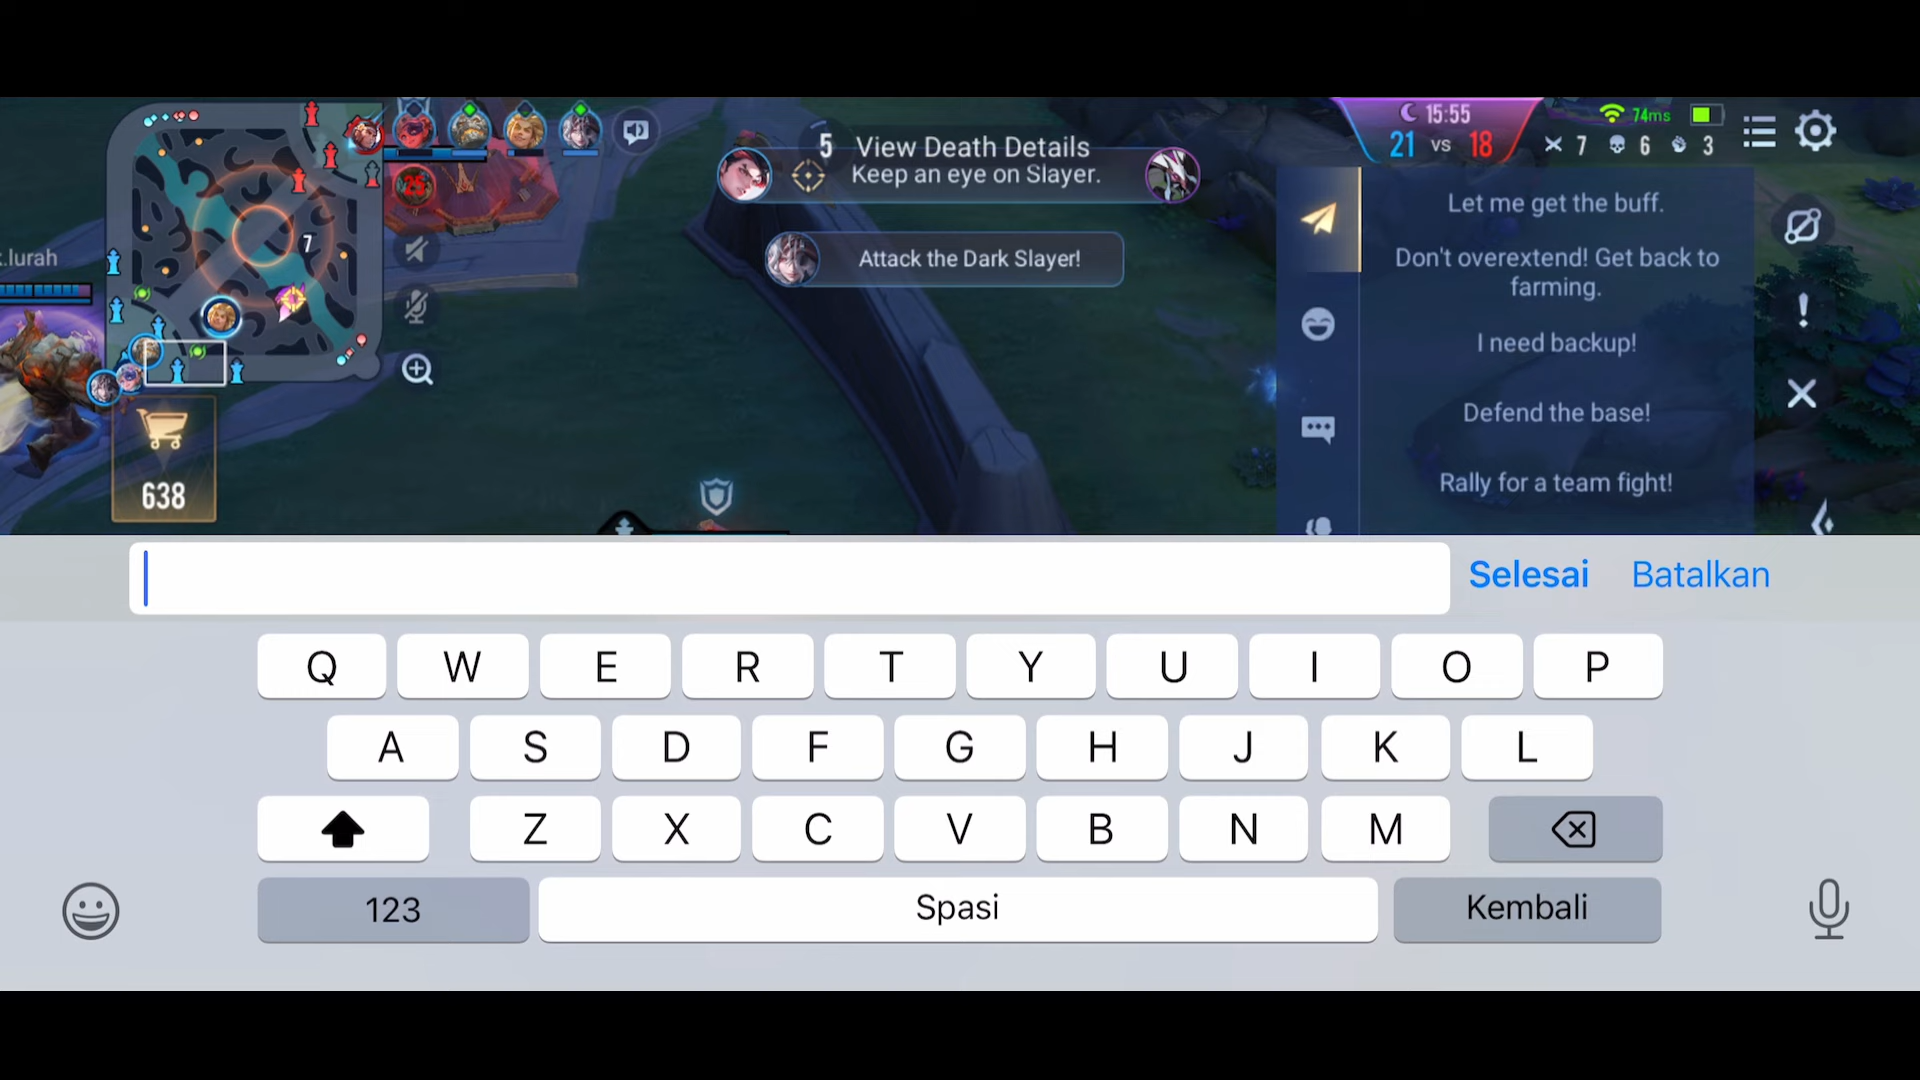 15:55
21 vs 18
74ms
7 6 3
5 View Death Details
Keep an eye on Slayer.
Attack the Dark Slayer!
25
7
.lurah
638
Let me get the buff.
Don't overextend! Get back to
farming.
I need backup!
Defend the base!
Rally for a team fight!
Selesai Batalkan
Q W E R T Y U I O P
A S D F G H J K L
Z X C V B N M
123 Spasi Kembali